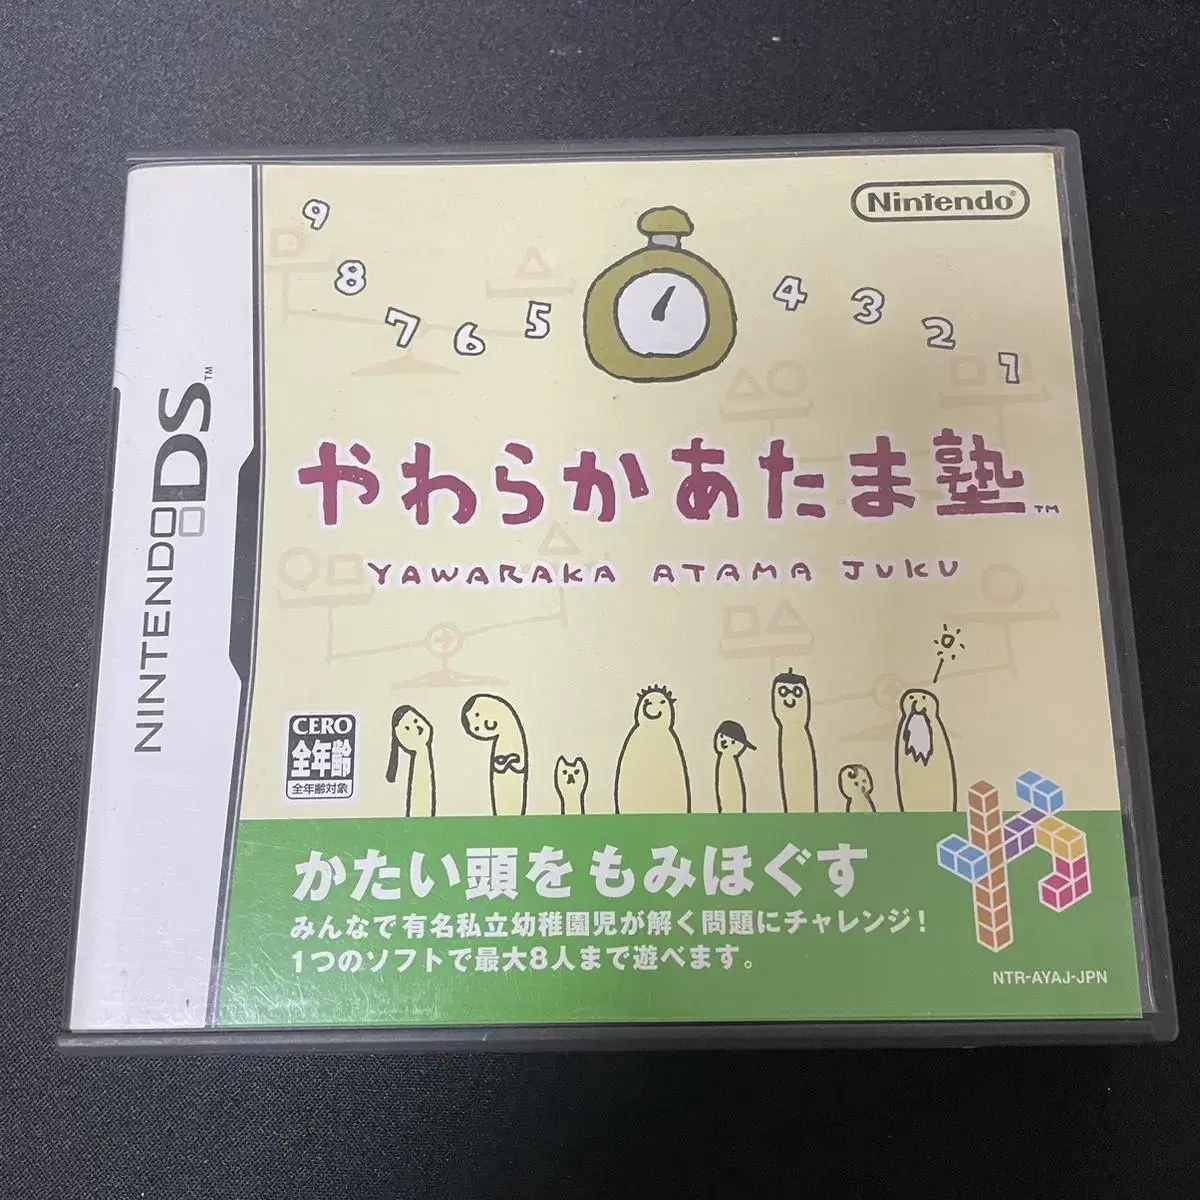 Nintendo®
9
8
7
6
5
4
3
2
1
NINTENDO DS™
やわらかあたま塾™
YAWARAKA ATAMA JUKU
CERO
全年齢
全年齢対象
かたい頭をもみほぐす
みんなで有名私立幼稚園児が解く問題にチャレンジ!
1つのソフトで最大8人まで遊べます。
NTR-AYAJ-JPN